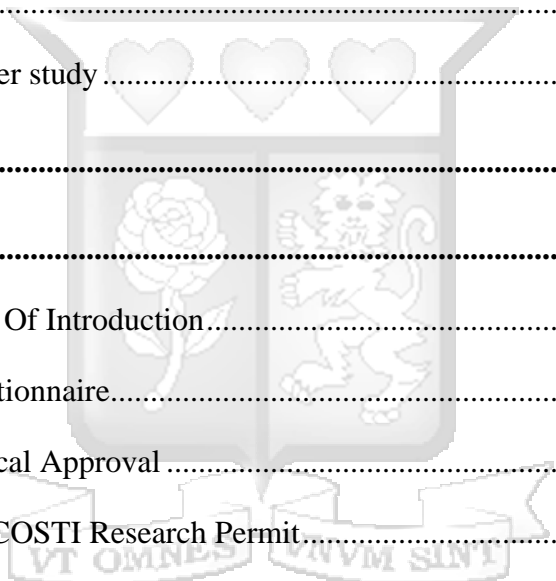 ..........................................................................
er study ..........................................................
..........................................................................
..........................................................................
Of Introduction..............................................
tionnaire...........................................................
cal Approval ..................................................
COSTI Research Permit..................................
VT OMNES VNVM SINT